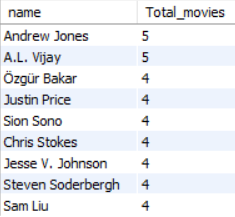 name Total_movies
Andrew Jones 5
A.L. Vijay 5
Özgür Bakar 4
Justin Price 4
Sion Sono 4
Chris Stokes 4
Jesse V. Johnson 4
Steven Soderbergh 4
Sam Liu 4